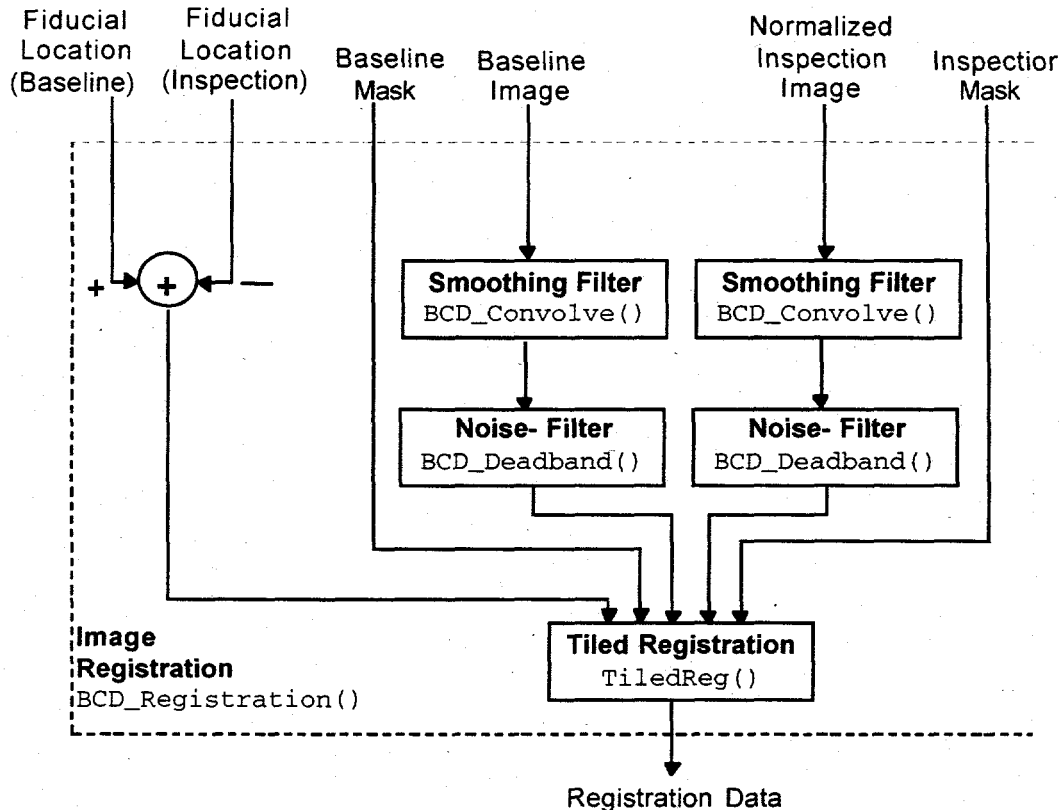 Fiducial
Location
(Baseline)
Fiducial
Location
(Inspection)
Baseline
Mask
Baseline
Image
Normalized
Inspection
Image
Inspectior
Mask
+
+
—
Smoothing Filter
BCD_Convolve()
Smoothing Filter
BCD_Convolve()
Noise- Filter
BCD_Deadband()
Noise- Filter
BCD_Deadband()
Image
Registration
BCD_Registration()
Tiled Registration
TiledReg()
Registration Data